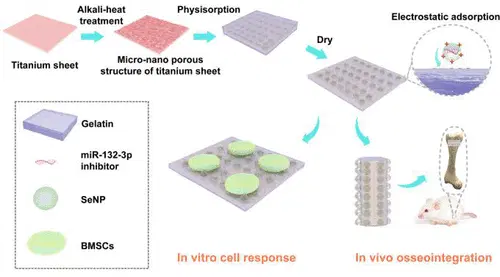 Alkali-heat
treatment
Physisorption
Electrostatic adsorption
Dry
Titanium sheet
Micro-nano porous
structure of titanium sheet
Gelatin
miR-132-3p
inhibitor
SeNP
BMSCs
In vitro cell response
In vivo osseointegration